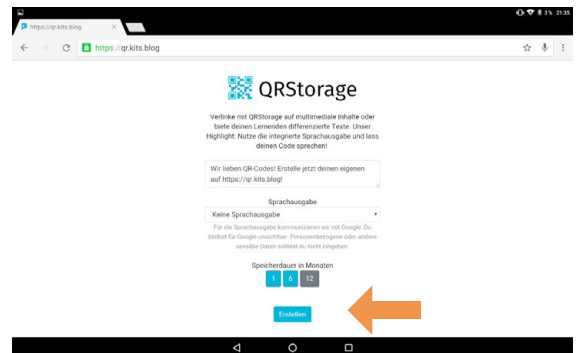 3% 21:35
https://qr.kits.blog
https://qr.kits.blog
QRStorage
Verlinke mit QRStorage auf multimediale Inhalte oder
biete deinen Lernenden differenzierte Texte. Unser
Highlight: Nutze die integrierte Sprachausgabe und lass
deinen Code sprechen!
Wir lieben QR-Codes! Erstelle jetzt deinen eigenen
auf https://qr.kits.blog!
Sprachausgabe
Keine Sprachausgabe
Für die Sprachausgabe kommunizieren wir mit Google. Du
bleibst für Google unsichtbar. Personenbezogene oder andere
sensible Daten solltest du nicht eingeben.
Speicherdauer in Monaten
1 6 12
Erstellen